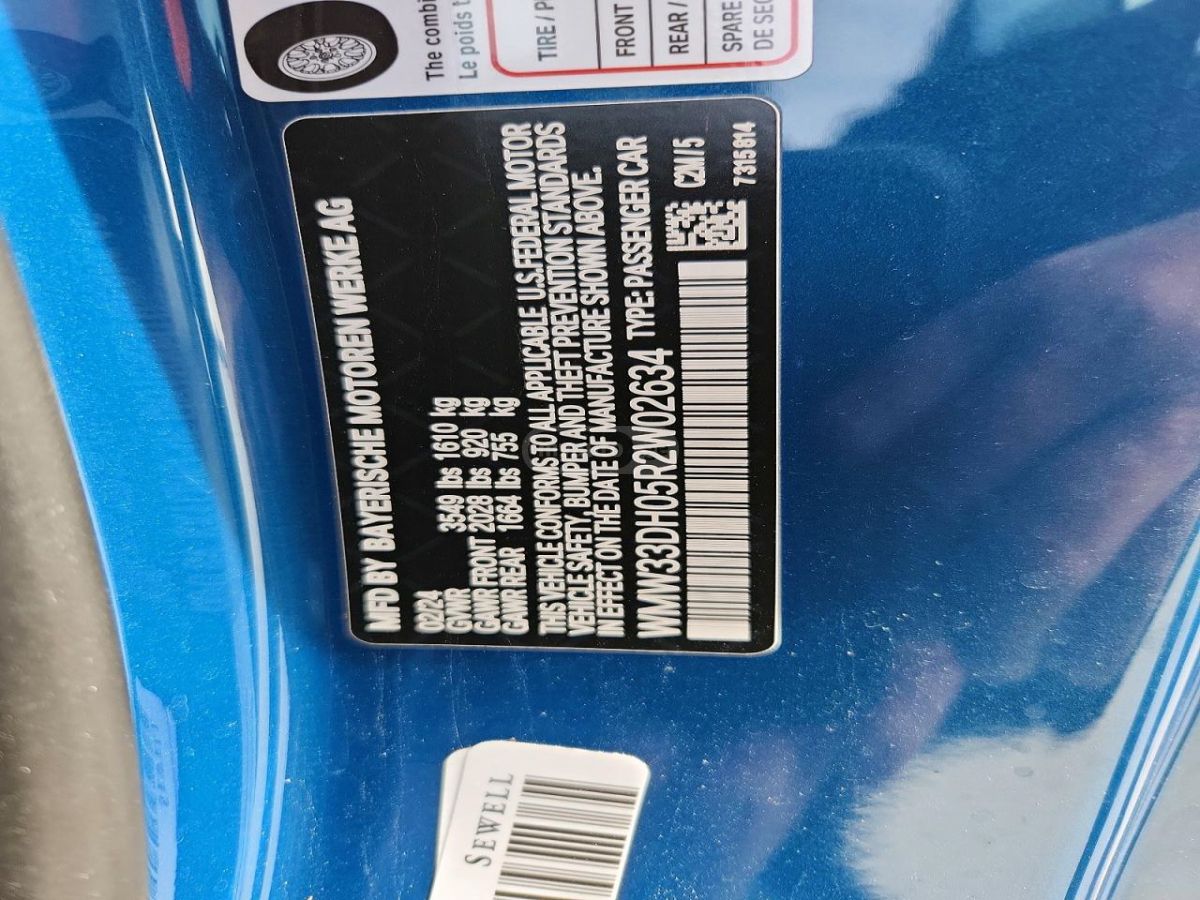 The combi
Le poids t
TIRE / P
FRONT
REAR /
SPARE
DE SEC
MFD BY BAYERISCHE MOTOREN WERKE AG
02/24
GVWR 3549 lbs 1610 kg
GAWR FRONT 2028 lbs 920 kg
GAWR REAR 1664 lbs 755 kg
THIS VEHICLE CONFORMS TO ALL APPLICABLE U.S. FEDERAL MOTOR
VEHICLE SAFETY, BUMPER AND THEFT PREVENTION STANDARDS
IN EFFECT ON THE DATE OF MANUFACTURE SHOWN ABOVE.
WMW33DH05R2W02634 TYPE: PASSENGER CAR
C2M / 5
7315814
SEWELL